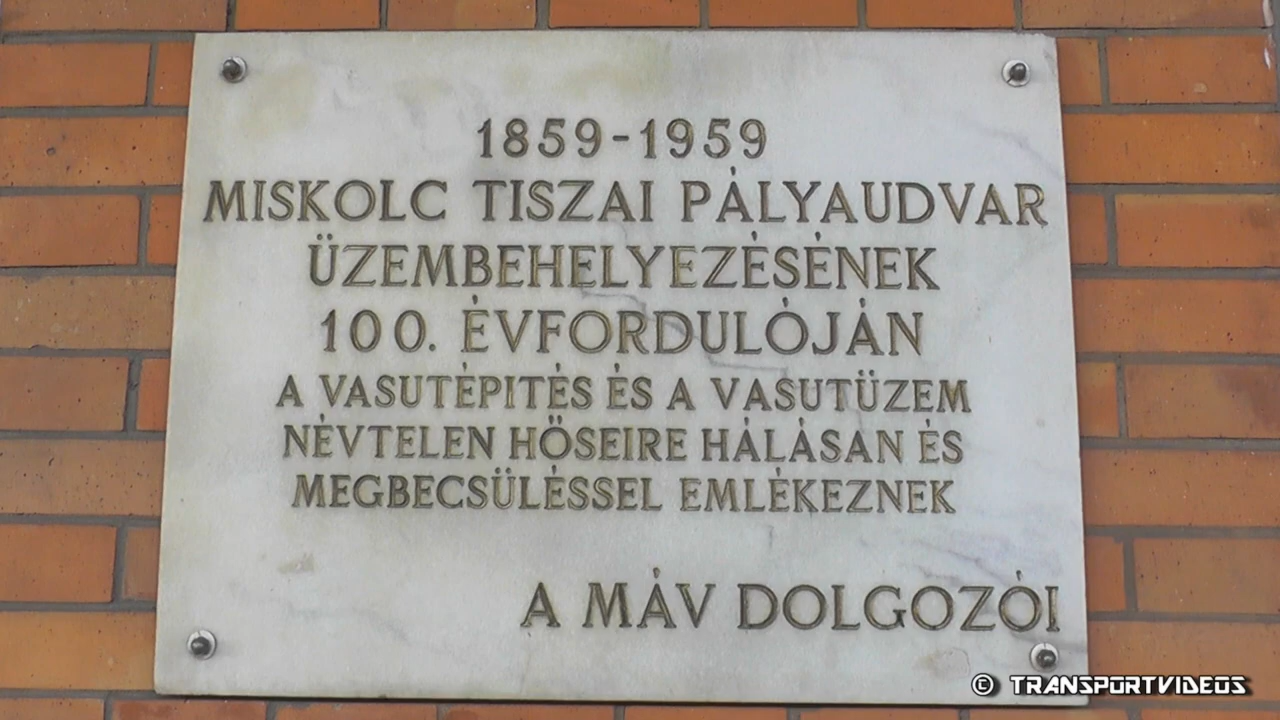 1859-1959
MISKOLC TISZAI PÁLYAUDVAR
ÜZEMBEHELYEZÉSÉNEK
100. ÉVFORDULÓJÁN
A VASUTÉPITÉS ÉS A VASUTÜZEM
NÉVTELEN HŐSEIRE HÁLÁSAN ÉS
MEGBECSÜLÉSSEL EMLÉKEZNEK
A MÁV DOLGOZÓI
© TRANSPORTVIDEOS